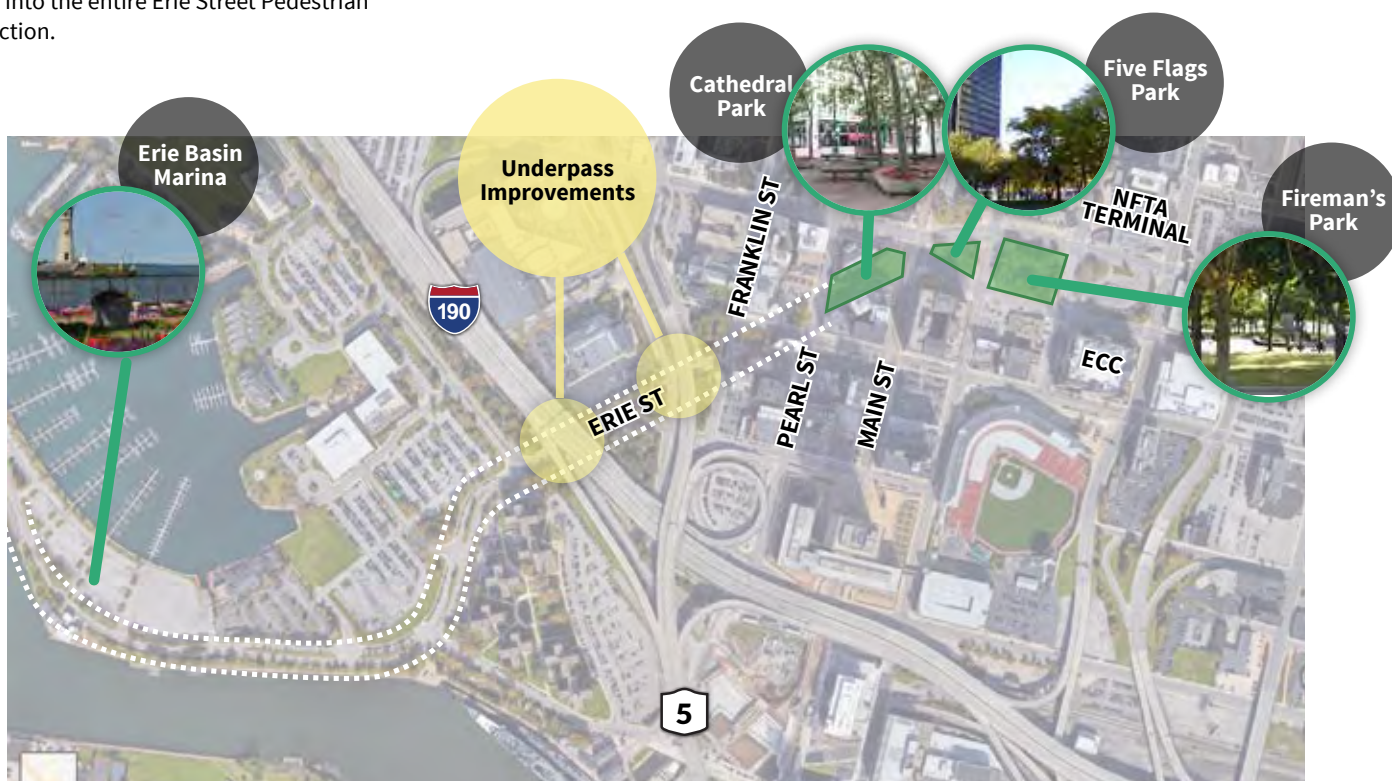 into the entire Erie Street Pedestrian
ction.
Erie Basin
Marina
Underpass
Improvements
Cathedral
Park
Five Flags
Park
Fireman's
Park
NFTA
TERMINAL
FRANKLIN ST
190
ERIE ST
PEARL ST
MAIN ST
ECC
5